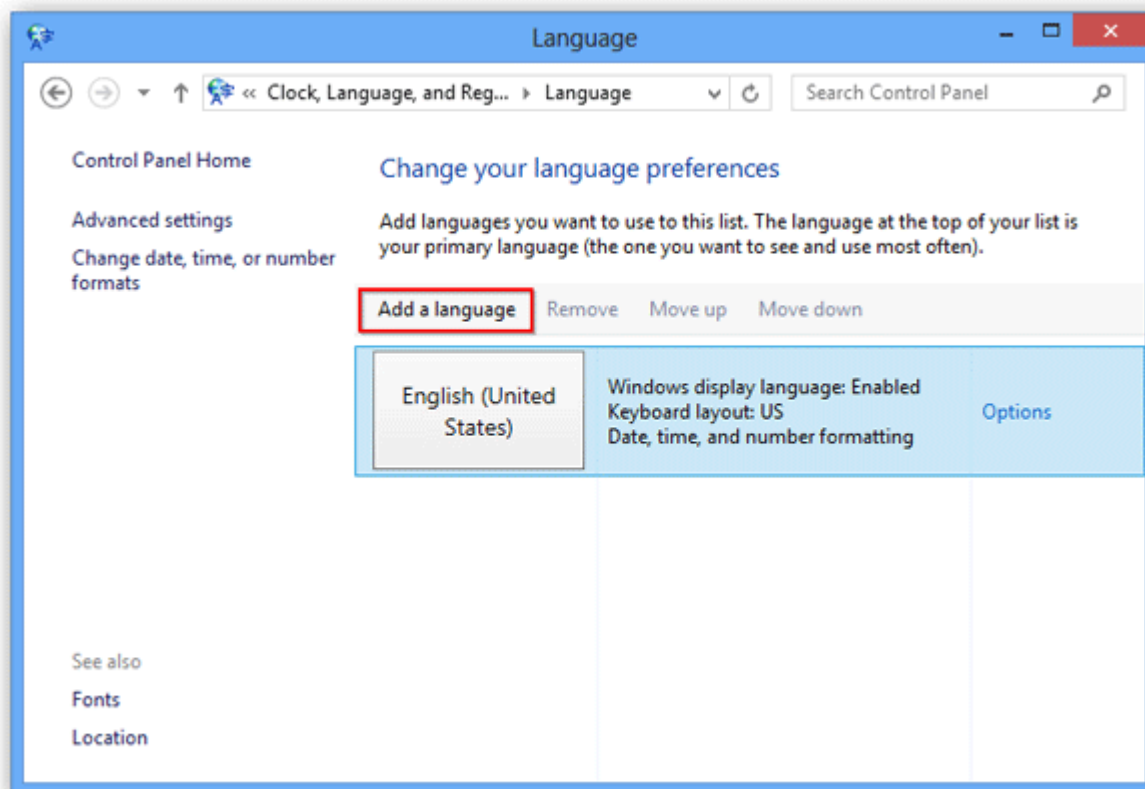 Language
« Clock, Language, and Reg... Language
Search Control Panel
Control Panel Home
Advanced settings
Change date, time, or number
formats
Change your language preferences
Add languages you want to use to this list. The language at the top of your list is
your primary language (the one you want to see and use most often).
Add a language Remove Move up Move down
English (United
States)
Windows display language: Enabled
Keyboard layout: US
Date, time, and number formatting
Options
See also
Fonts
Location